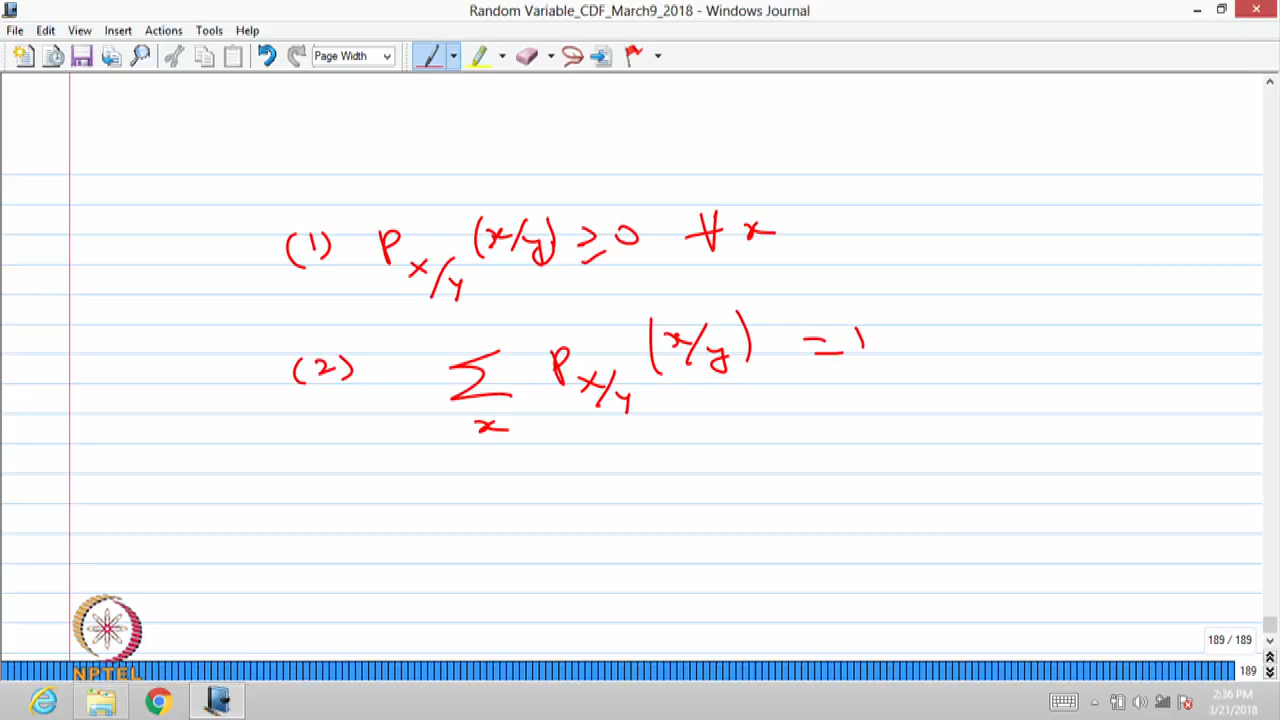 Random Variable_CDF_March9_2018 - Windows Journal
File Edit View Insert Actions Tools Help
Page Width
(1) P_{X/Y}(x/y) ≥ 0 ∀ x
(2) ∑_x P_{X/Y}(x/y) = 1
189 / 189
NPTEL
189
2:36 PM
3/21/2018